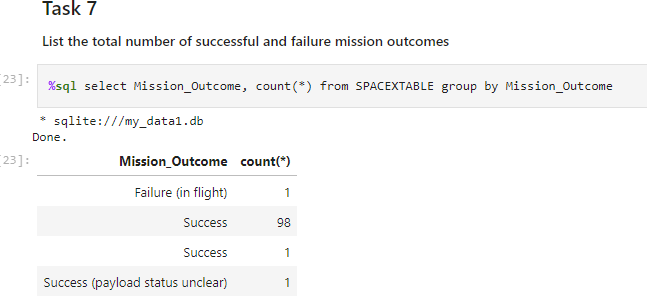 Task 7
List the total number of successful and failure mission outcomes
[23]: %sql select Mission_Outcome, count(*) from SPACEXTABLE group by Mission_Outcome
* sqlite:///my_data1.db
Done.
[23]: Mission_Outcome count(*)
Failure (in flight) 1
Success 98
Success 1
Success (payload status unclear) 1